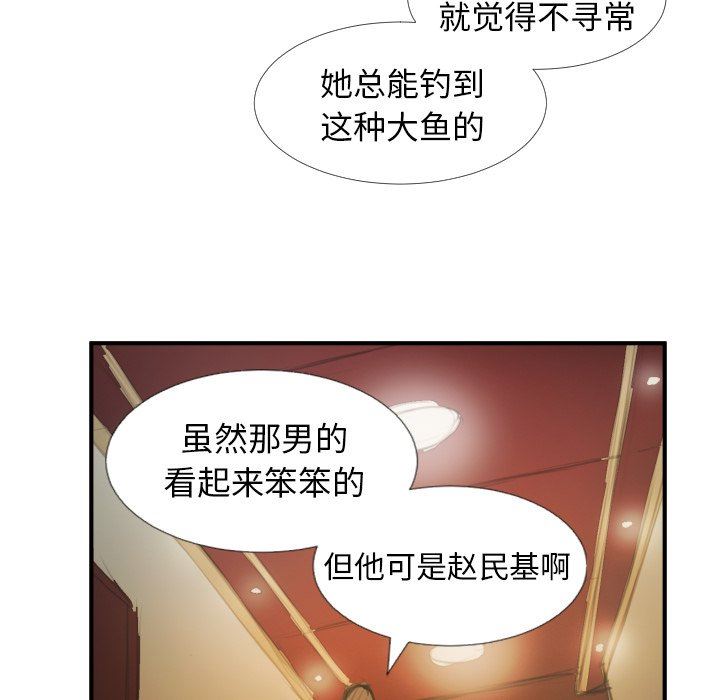 就觉得不寻常
她总能钓到
这种大鱼的
虽然那男的
看起来笨笨的
但他可是赵民基啊